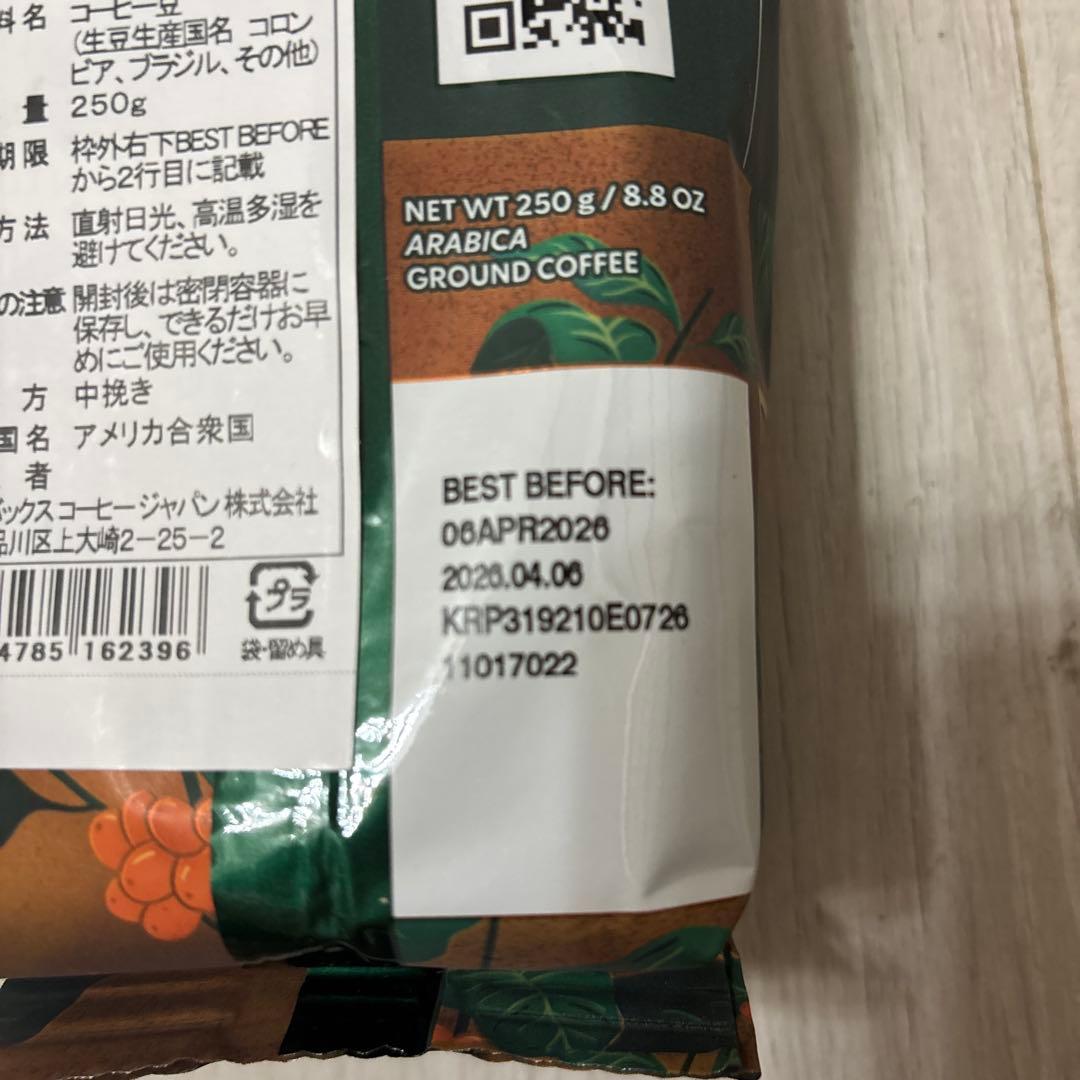 料名 コーヒー豆
(生豆生産国名 コロン
ビア、ブラジル、その他)
量 250g
期限 枠外右下BEST BEFORE
から2行目に記載
方法 直射日光、高温多湿を
避けてください。
の注意 開封後は密閉容器に
保存し、できるだけお早
めにご使用ください。
方 中挽き
国名 アメリカ合衆国
者
バックス コーヒー ジャパン 株式会社
品川区上大崎2-25-2
4785 162396
プラ
袋・留め具
NET WT 250 g / 8.8 OZ
ARABICA
GROUND COFFEE
BEST BEFORE:
06APR2026
2026.04.06
KRP319210E0726
11017022